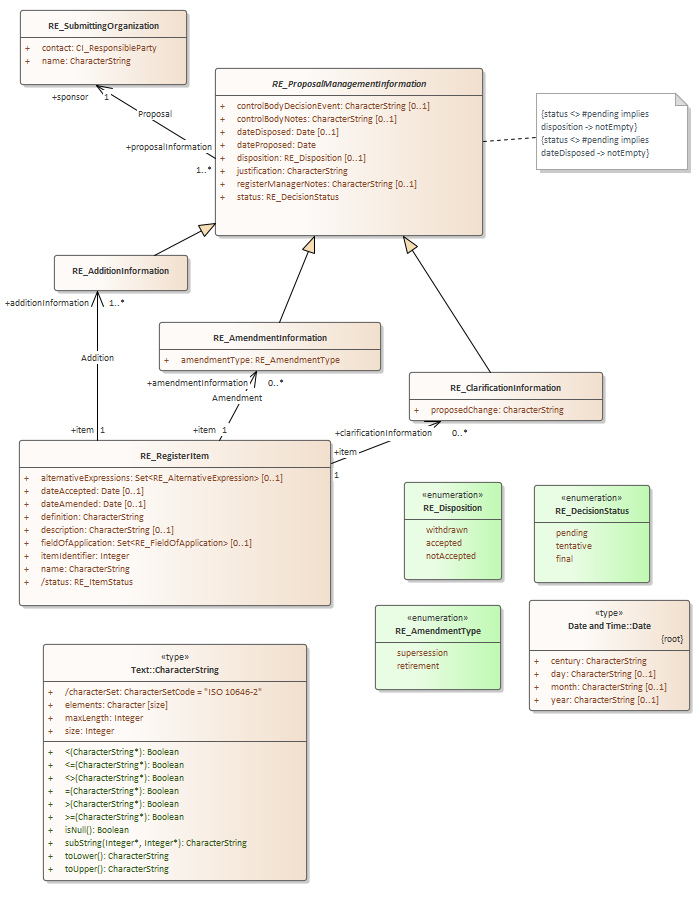 RE_SubmittingOrganization
+ contact: CI_ResponsibleParty
+ name: CharacterString
+sponsor 1
Proposal
+proposalInformation
1..*
RE_ProposalManagementInformation
+ controlBodyDecisionEvent: CharacterString [0..1]
+ controlBodyNotes: CharacterString [0..1]
+ dateDisposed: Date [0..1]
+ dateProposed: Date
+ disposition: RE_Disposition [0..1]
+ justification: CharacterString
+ registerManagerNotes: CharacterString [0..1]
+ status: RE_DecisionStatus
{status <> #pending implies
disposition -> notEmpty}
{status <> #pending implies
dateDisposed -> notEmpty}
RE_AdditionInformation
+additionInformation 1..*
Addition
+item 1
RE_AmendmentInformation
+ amendmentType: RE_AmendmentType
+amendmentInformation 0..*
Amendment
+item 1
RE_ClarificationInformation
+ proposedChange: CharacterString
+clarificationInformation 0..*
+item
1
RE_RegisterItem
+ alternativeExpressions: Set<RE_AlternativeExpression> [0..1]
+ dateAccepted: Date [0..1]
+ dateAmended: Date [0..1]
+ definition: CharacterString
+ description: CharacterString [0..1]
+ fieldOfApplication: Set<RE_FieldOfApplication> [0..1]
+ itemIdentifier: Integer
+ name: CharacterString
+ /status: RE_ItemStatus
«enumeration»
RE_Disposition
withdrawn
accepted
notAccepted
«enumeration»
RE_DecisionStatus
pending
tentative
final
«enumeration»
RE_AmendmentType
supersession
retirement
«type»
Date and Time::Date
{root}
+ century: CharacterString
+ day: CharacterString [0..1]
+ month: CharacterString [0..1]
+ year: CharacterString [0..1]
«type»
Text::CharacterString
+ /characterSet: CharacterSetCode = "ISO 10646-2"
+ elements: Character [size]
+ maxLength: Integer
+ size: Integer
+ <(CharacterString*): Boolean
+ <=(CharacterString*): Boolean
+ <>(CharacterString*): Boolean
+ =(CharacterString*): Boolean
+ >(CharacterString*): Boolean
+ >=(CharacterString*): Boolean
+ isNull(): Boolean
+ subString(Integer*, Integer*): CharacterString
+ toLower(): CharacterString
+ toUpper(): CharacterString